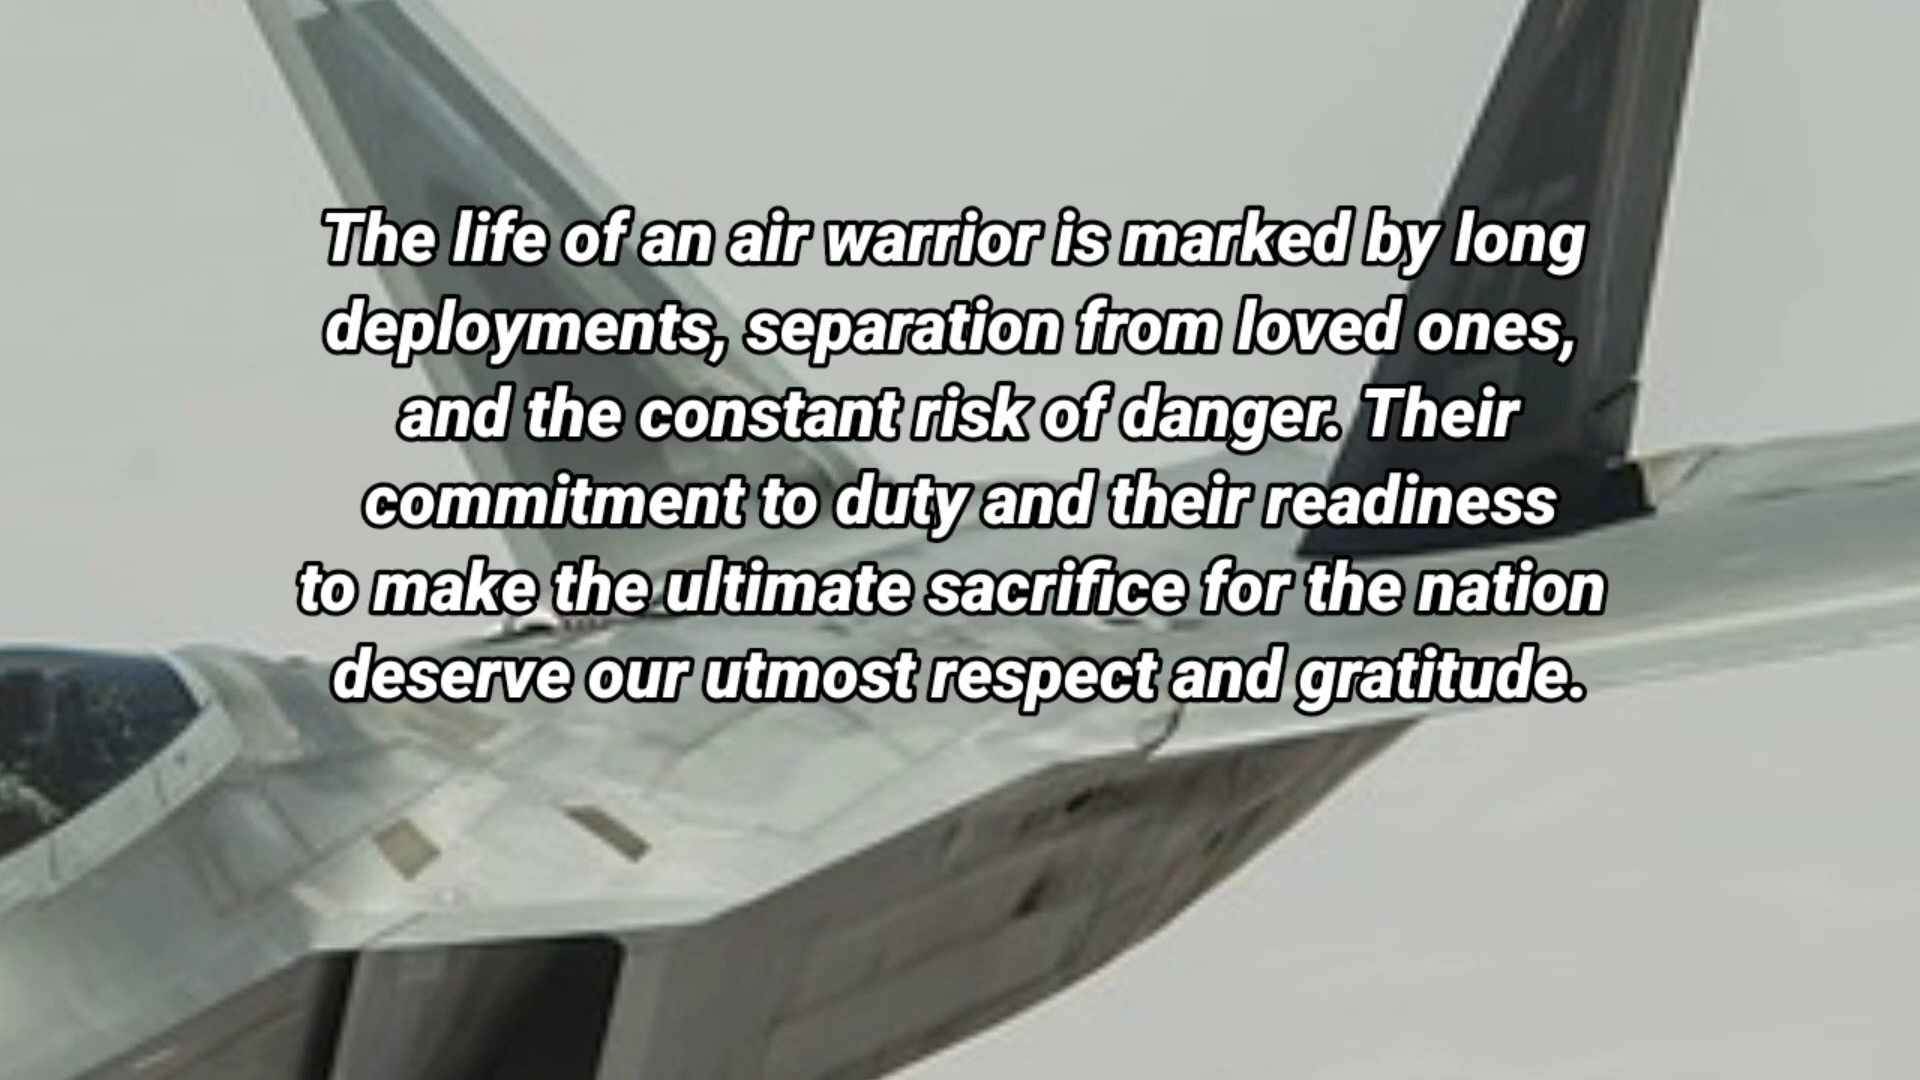 The life of an air warrior is marked by long
deployments, separation from loved ones,
and the constant risk of danger. Their
commitment to duty and their readiness
to make the ultimate sacrifice for the nation
deserve our utmost respect and gratitude.